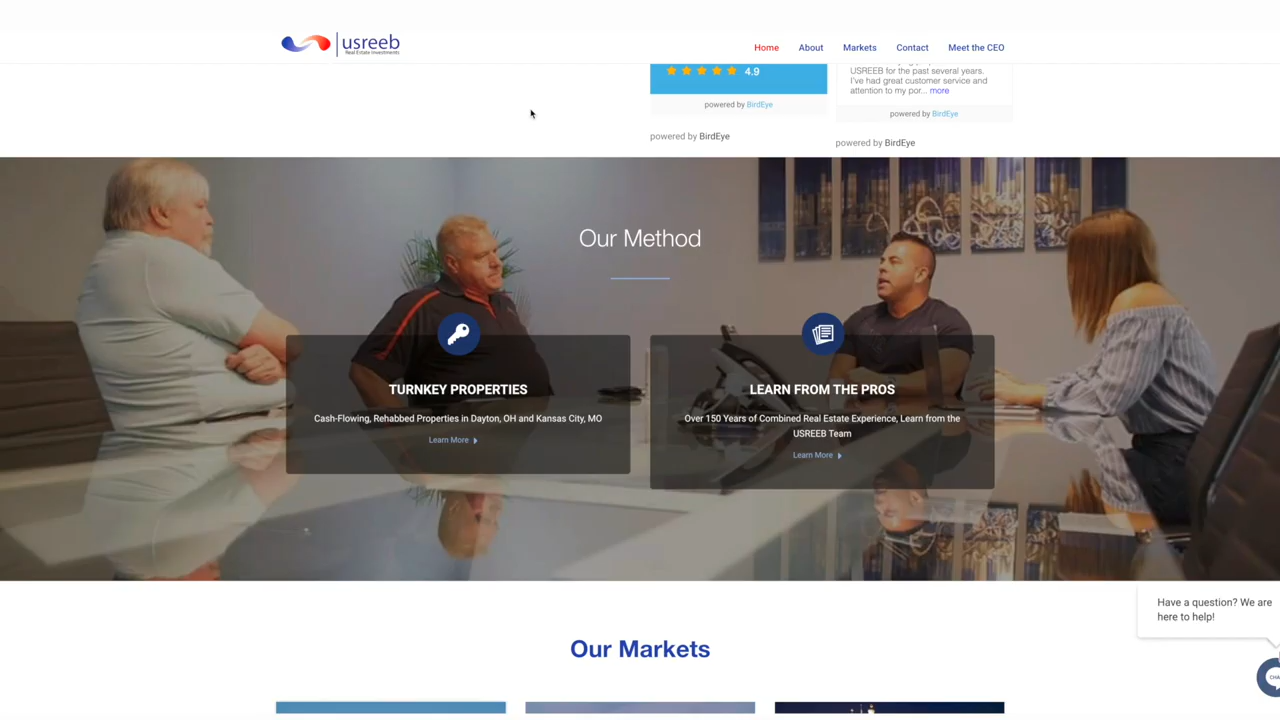 usreeb
Real Estate Investments
Home About Markets Contact Meet the CEO
4.9
powered by BirdEye
powered by BirdEye
USREEB for the past several years.
I've had great customer service and
attention to my por... more
powered by BirdEye
powered by BirdEye
Our Method
TURNKEY PROPERTIES
Cash-Flowing, Rehabbed Properties in Dayton, OH and Kansas City, MO
Learn More
LEARN FROM THE PROS
Over 150 Years of Combined Real Estate Experience, Learn from the
USREEB Team
Learn More
Our Markets
Have a question? We are
here to help!